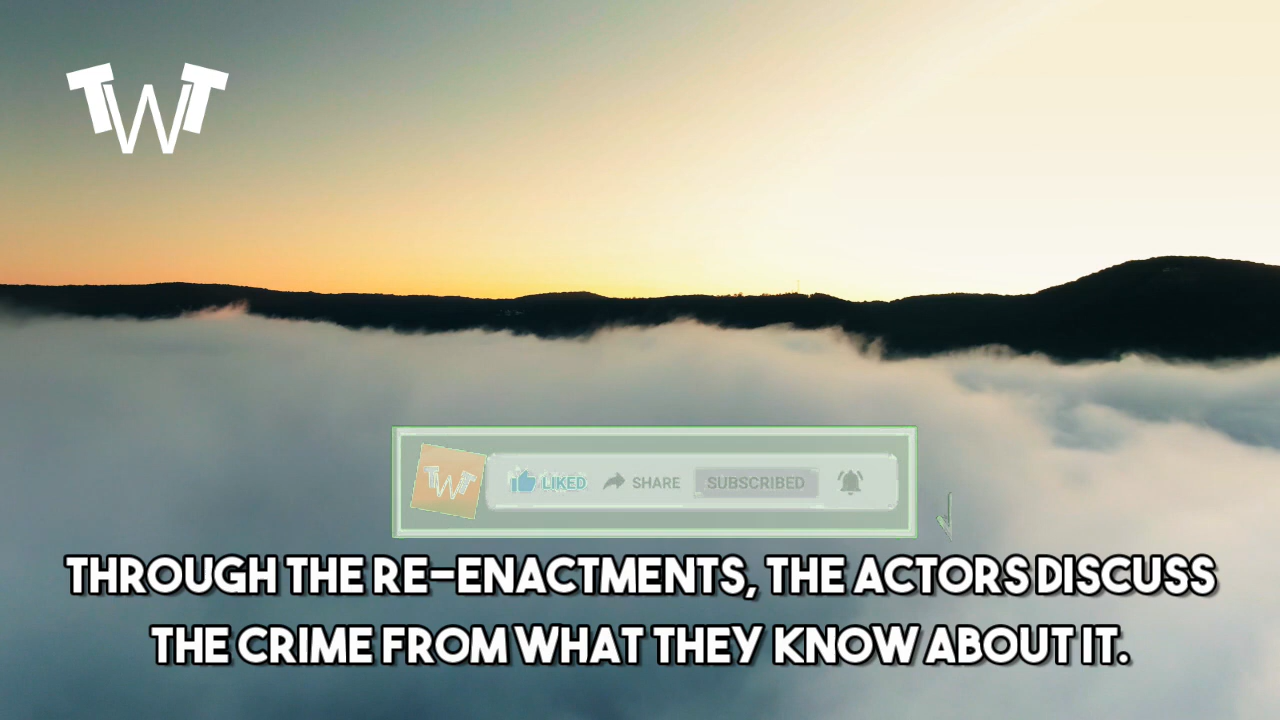 TWT
TWT LIKED SHARE SUBSCRIBED
THROUGH THE RE-ENACTMENTS, THE ACTORS DISCUSS
THE CRIME FROM WHAT THEY KNOW ABOUT IT.